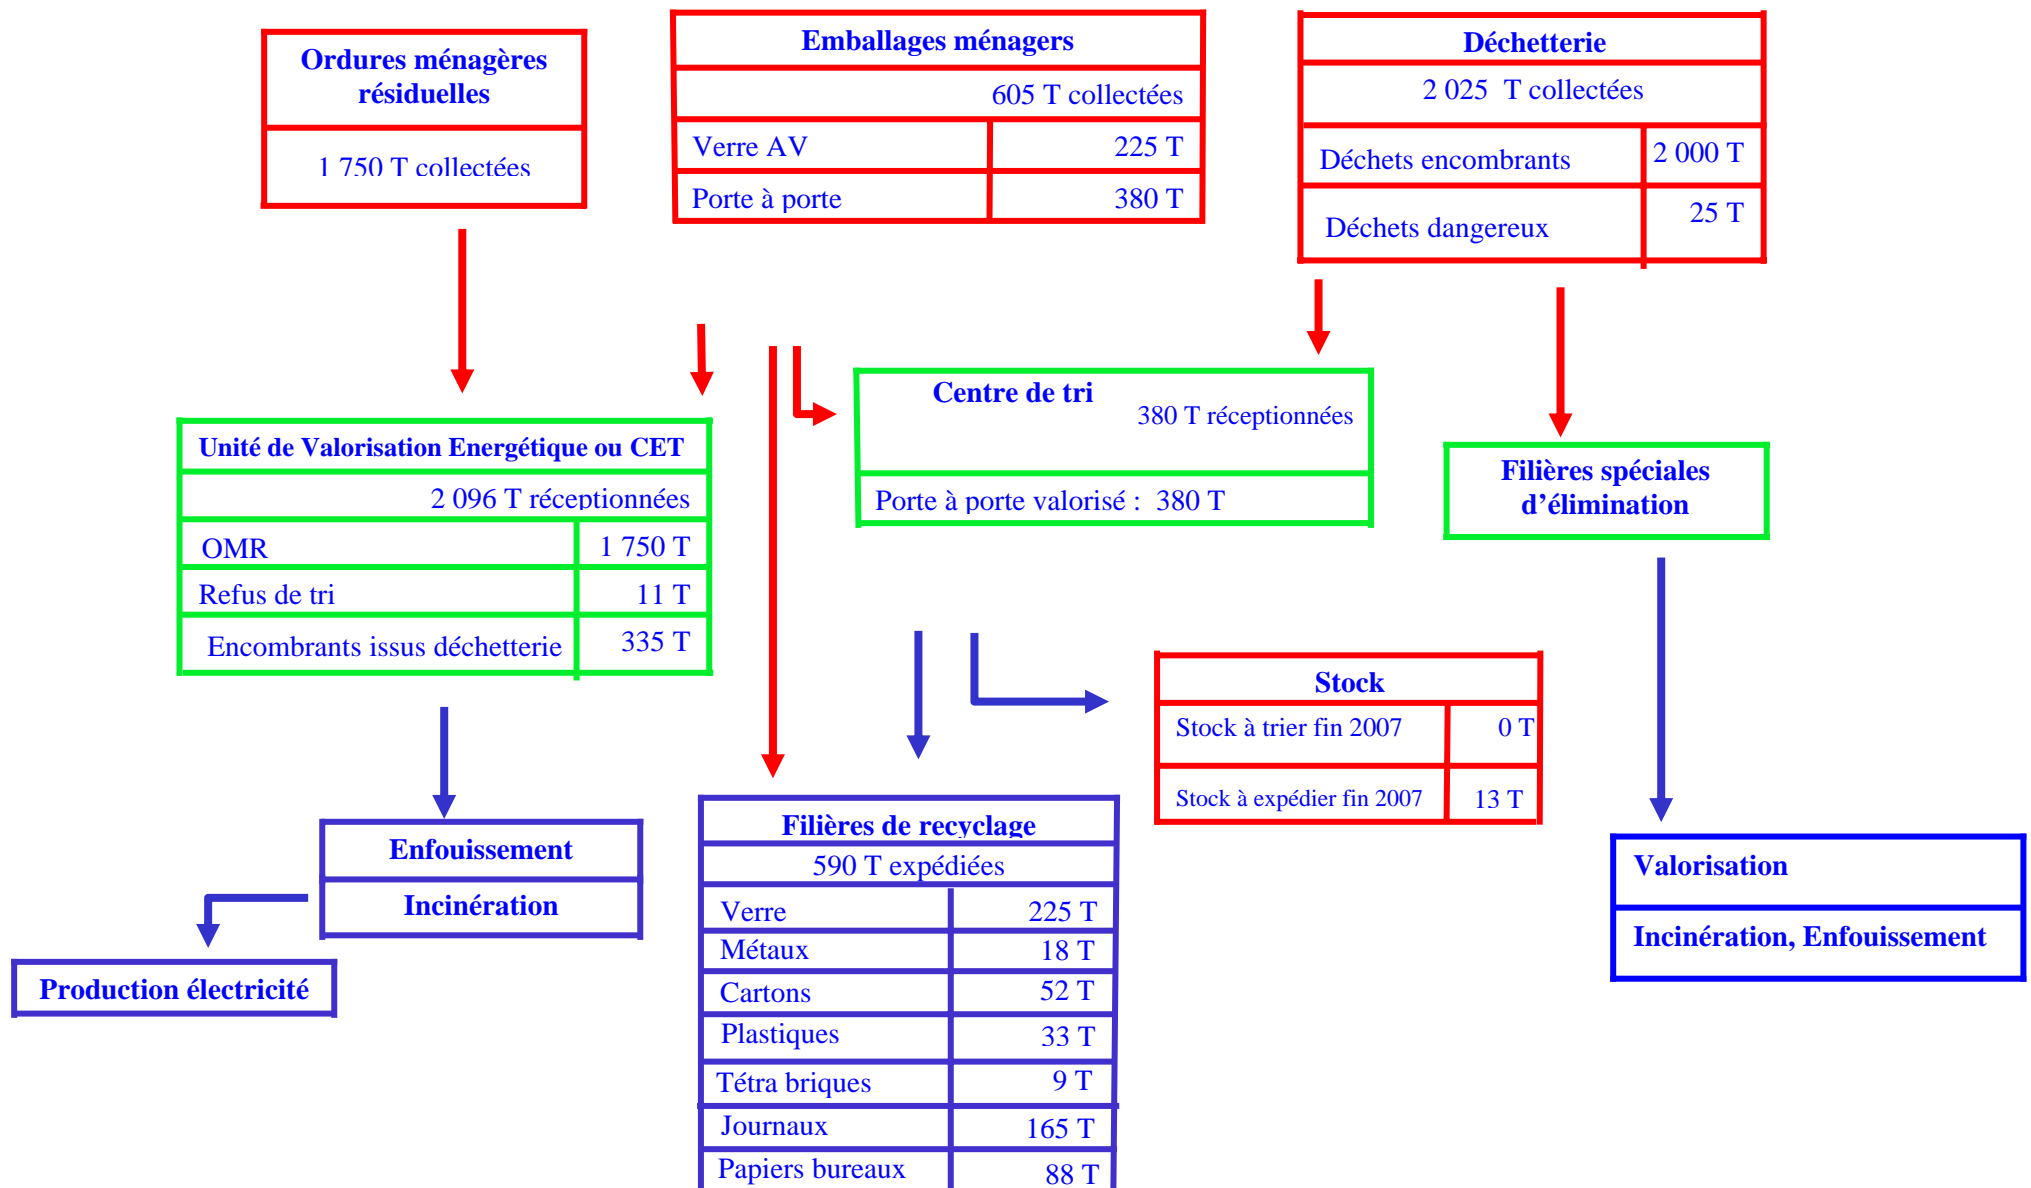 Ordures ménagères
résiduelles
1 750 T collectées
Emballages ménagers
605 T collectées
Verre AV 225 T
Porte à porte 380 T
Déchetterie
2 025 T collectées
Déchets encombrants 2 000 T
Déchets dangereux 25 T
Unité de Valorisation Energétique ou CET
2 096 T réceptionnées
OMR 1 750 T
Refus de tri 11 T
Encombrants issus déchetterie 335 T
Centre de tri
380 T réceptionnées
Porte à porte valorisé : 380 T
Filières spéciales
d’élimination
Stock
Stock à trier fin 2007 0 T
Stock à expédier fin 2007 13 T
Enfouissement
Incinération
Production électricité
Filières de recyclage
590 T expédiées
Verre 225 T
Métaux 18 T
Cartons 52 T
Plastiques 33 T
Tétra briques 9 T
Journaux 165 T
Papiers bureaux 88 T
Valorisation
Incinération, Enfouissement